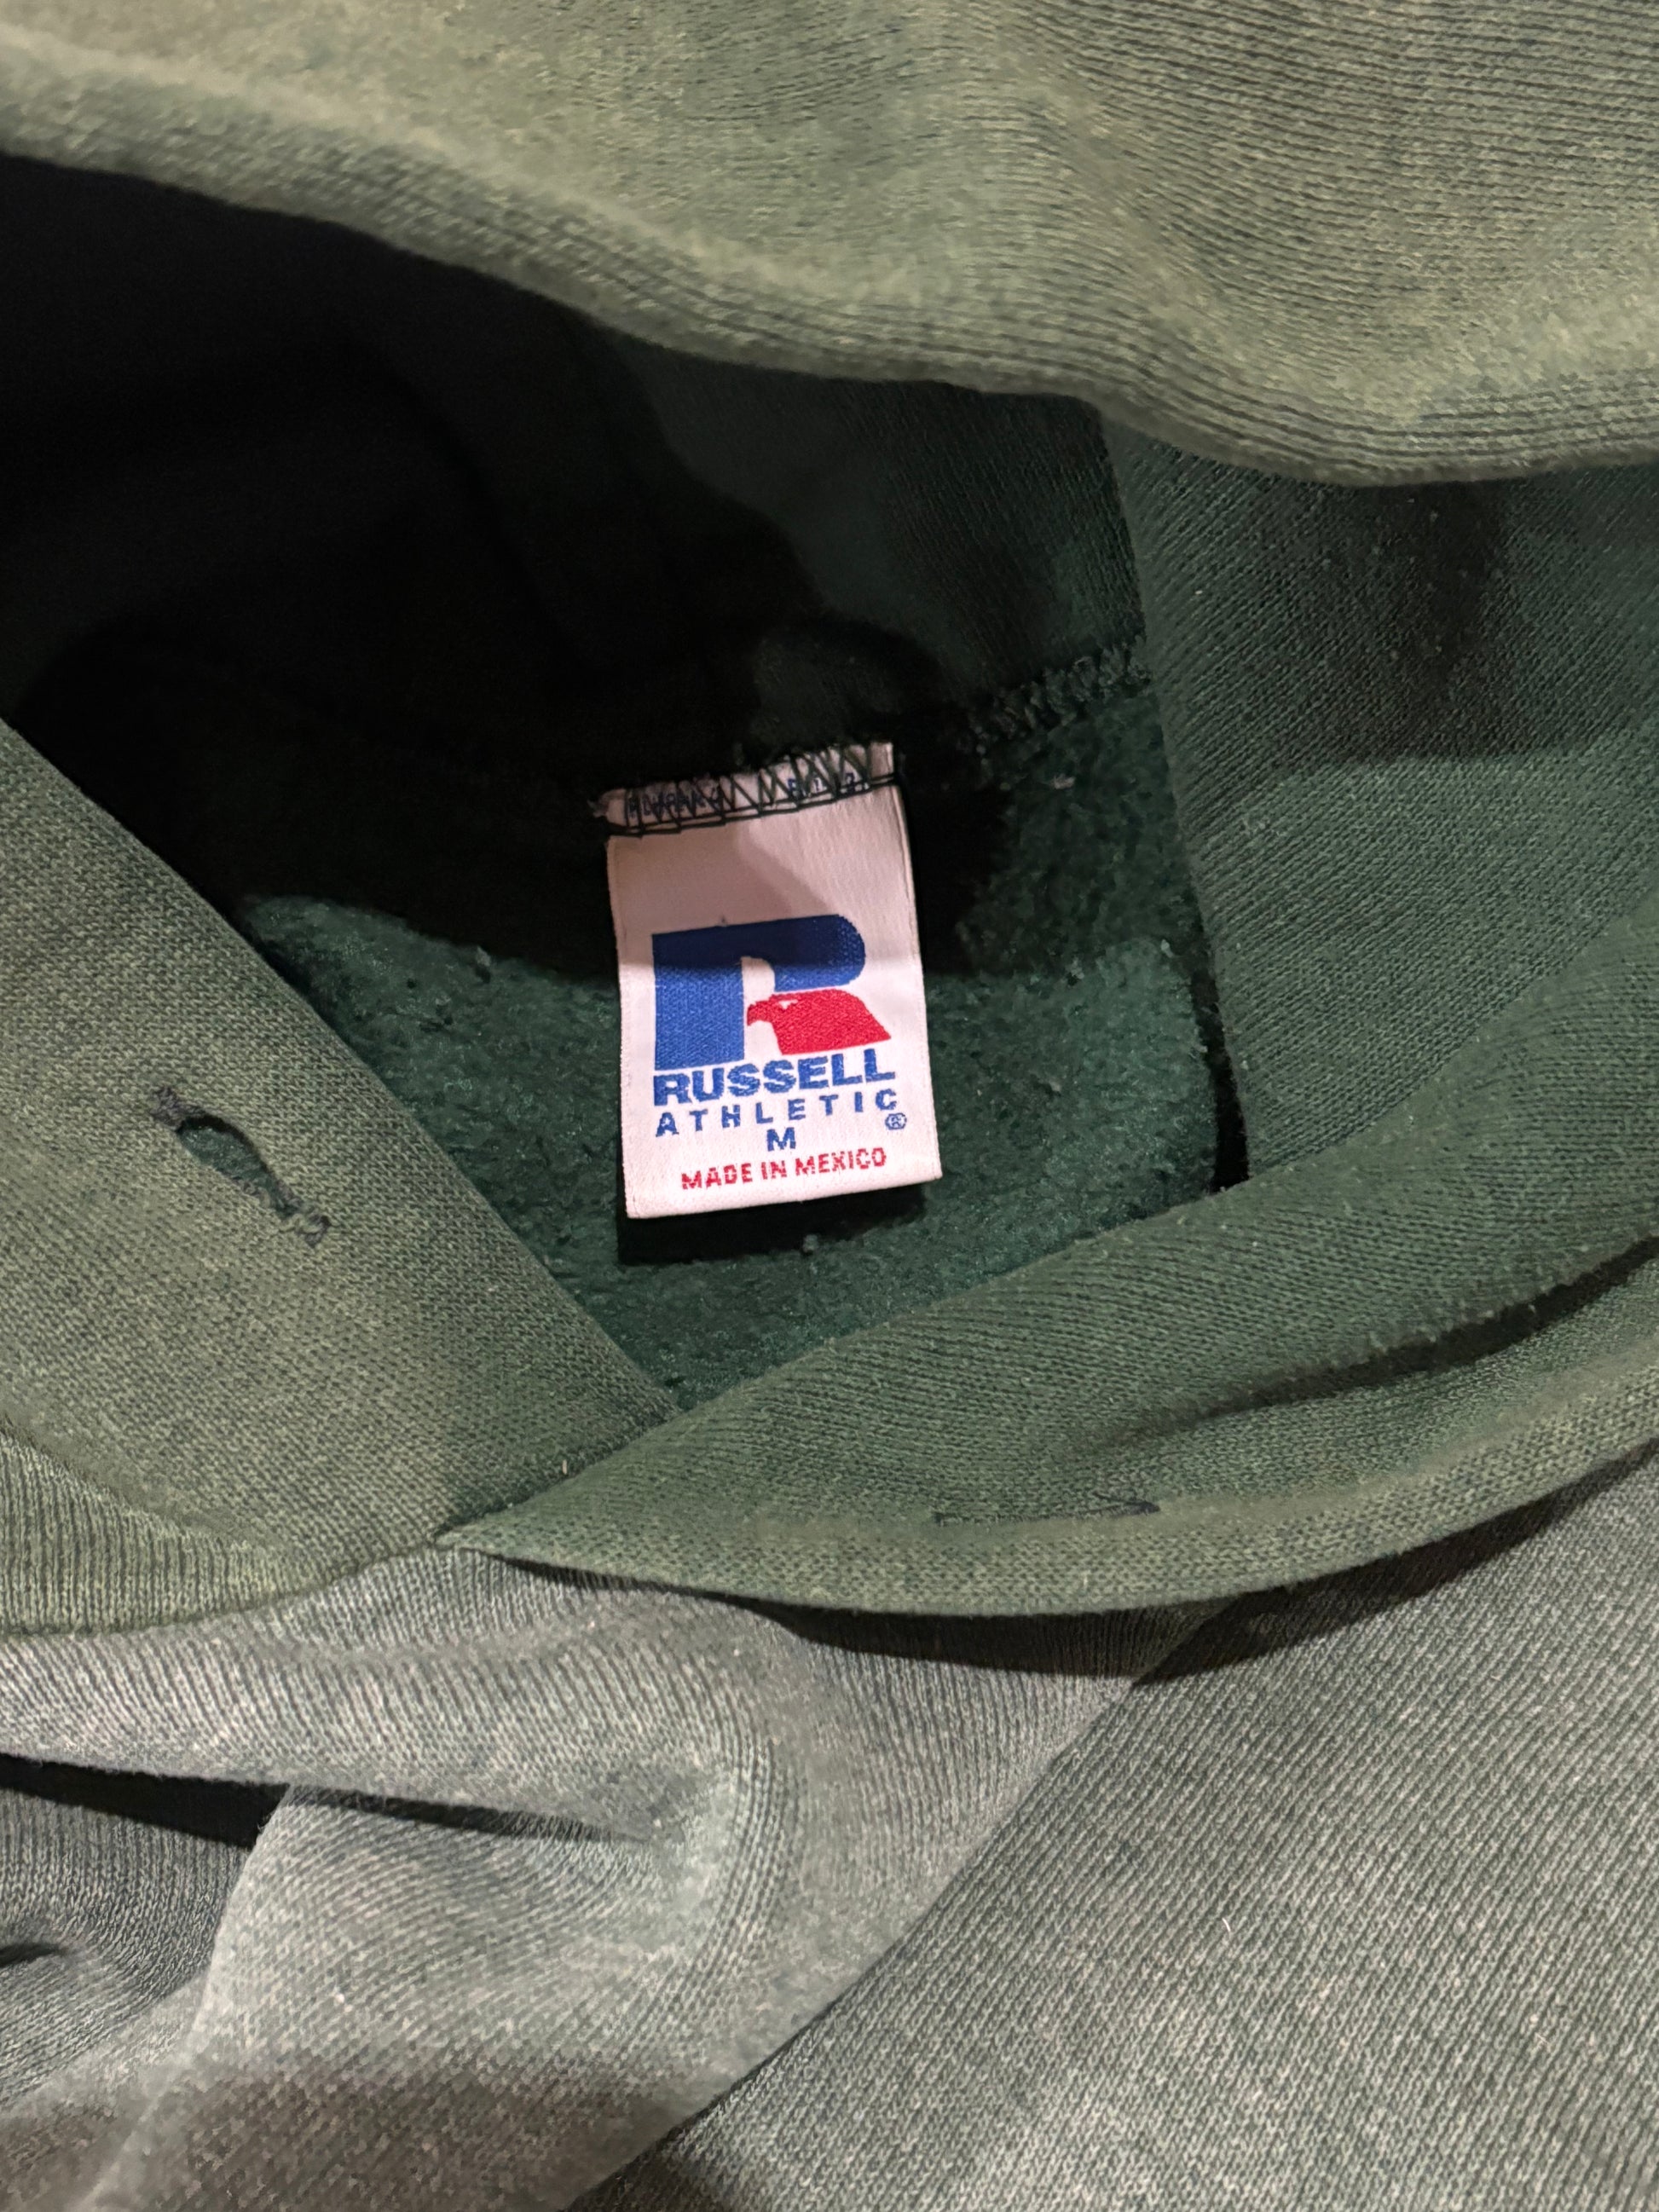 RUSSELL
ATHLETIC®
M
MADE IN MEXICO